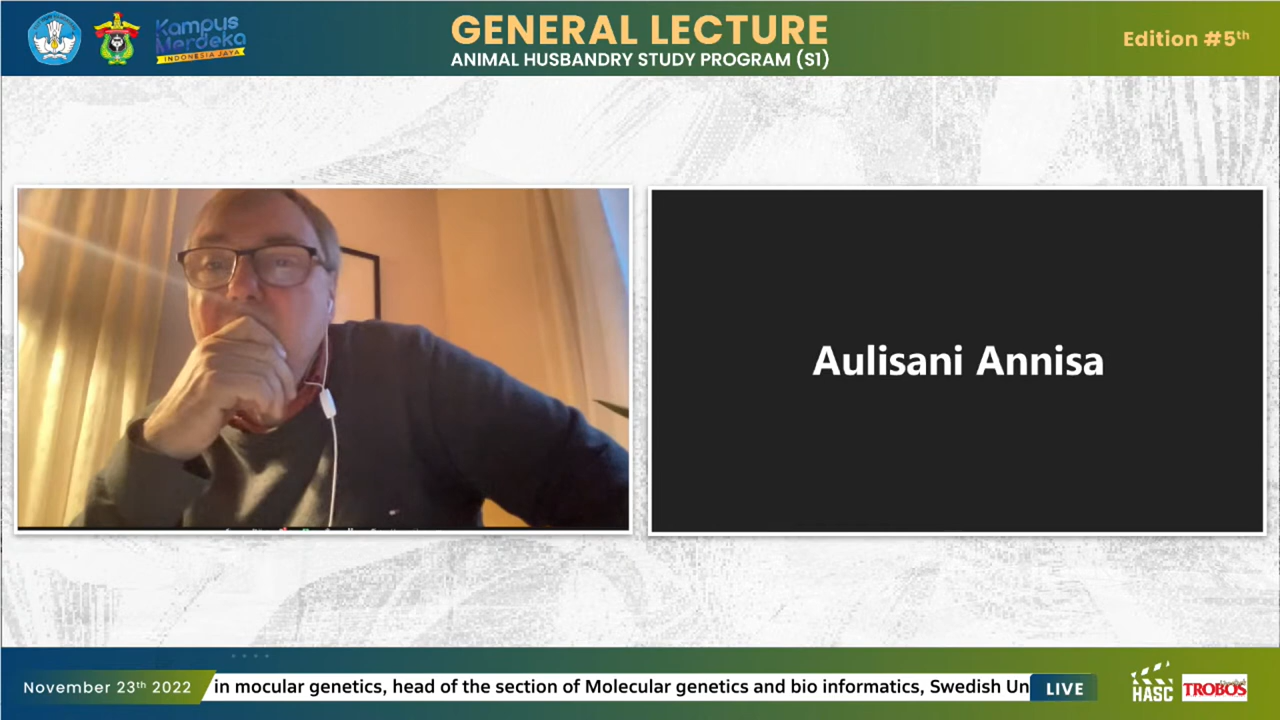 Kampus
Merdeka
INDONESIA JAYA
GENERAL LECTURE
ANIMAL HUSBANDRY STUDY PROGRAM (S1)
Edition #5th
Aulisani Annisa
November 23th 2022
in mocular genetics, head of the section of Molecular genetics and bio informatics, Swedish Un
LIVE
HASC
TROBOS